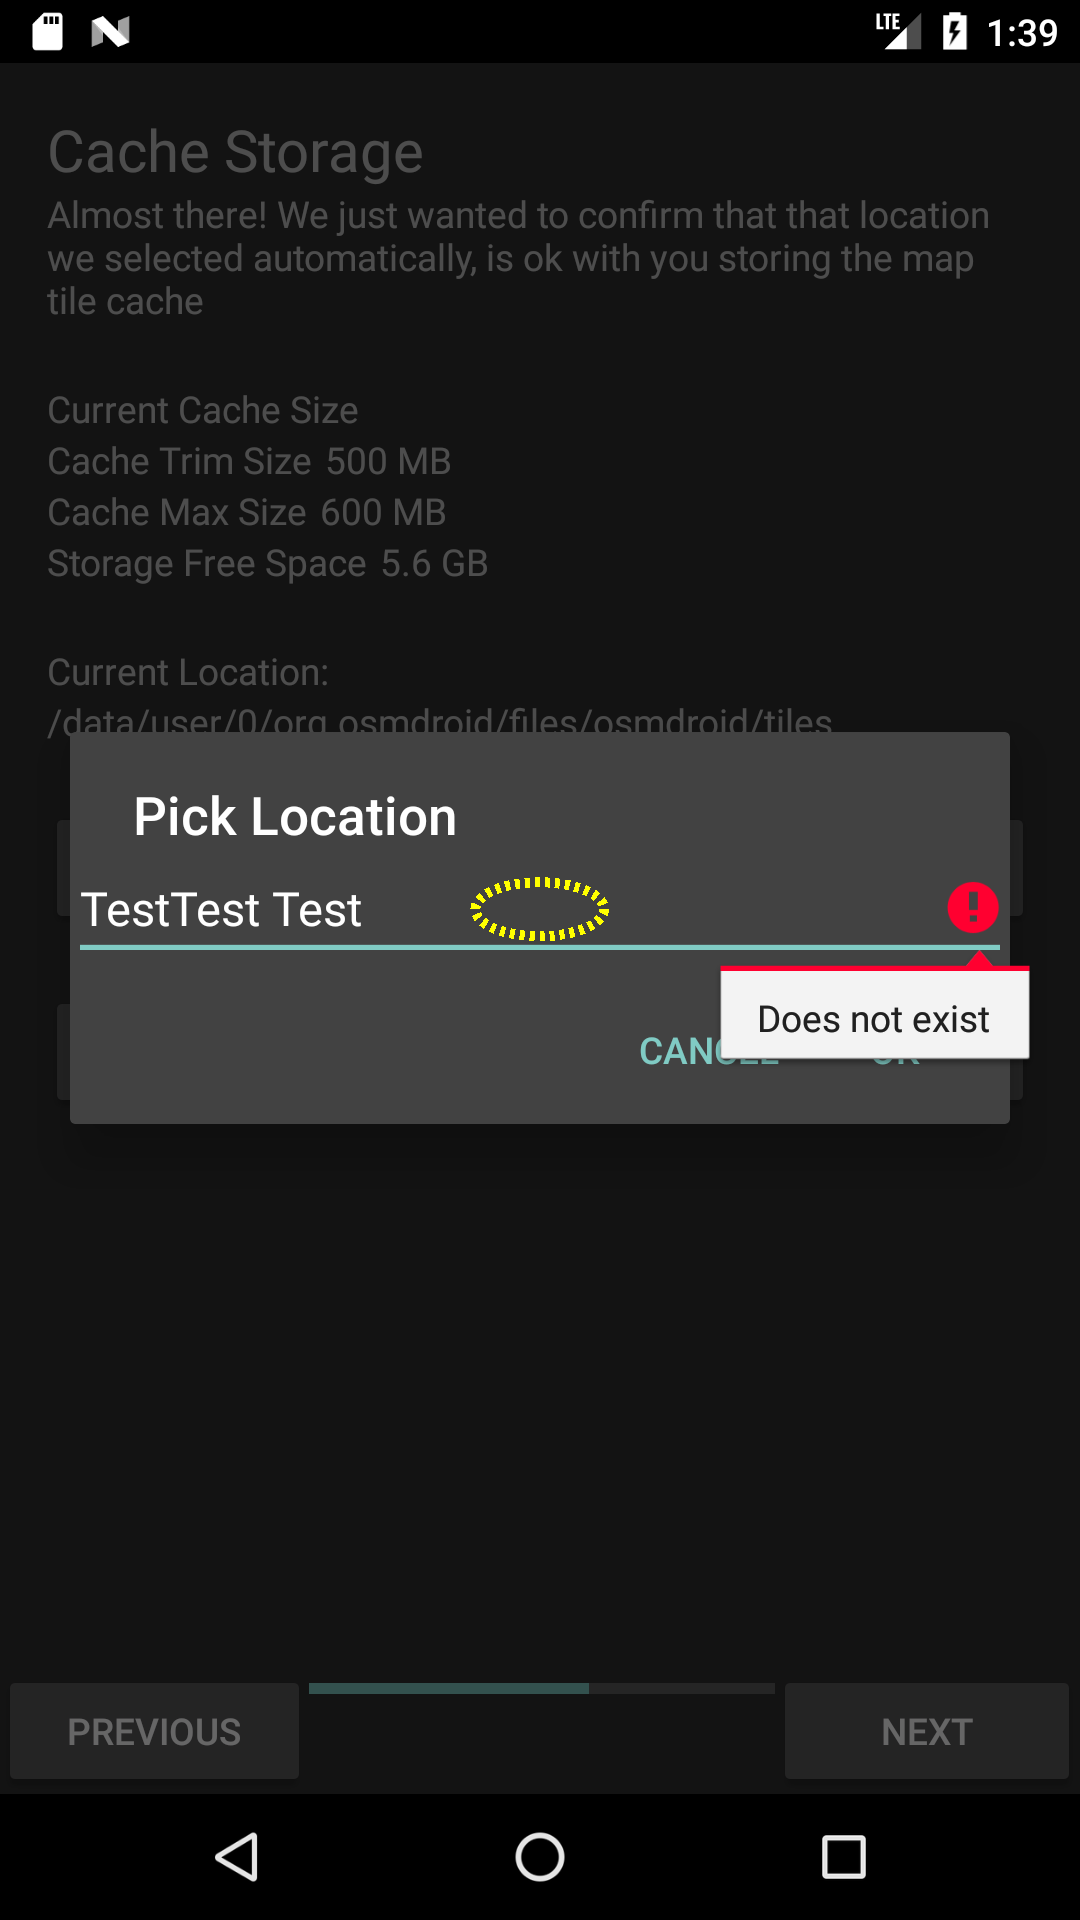 LTE 1:39
Cache Storage
Almost there! We just wanted to confirm that that location
we selected automatically, is ok with you storing the map
tile cache
Current Cache Size
Cache Trim Size 500 MB
Cache Max Size 600 MB
Storage Free Space 5.6 GB
Current Location:
/data/user/0/org.osmdroid/files/osmdroid/tiles
Pick Location
TestTest Test
Does not exist
CANCEL OK
PREVIOUS NEXT